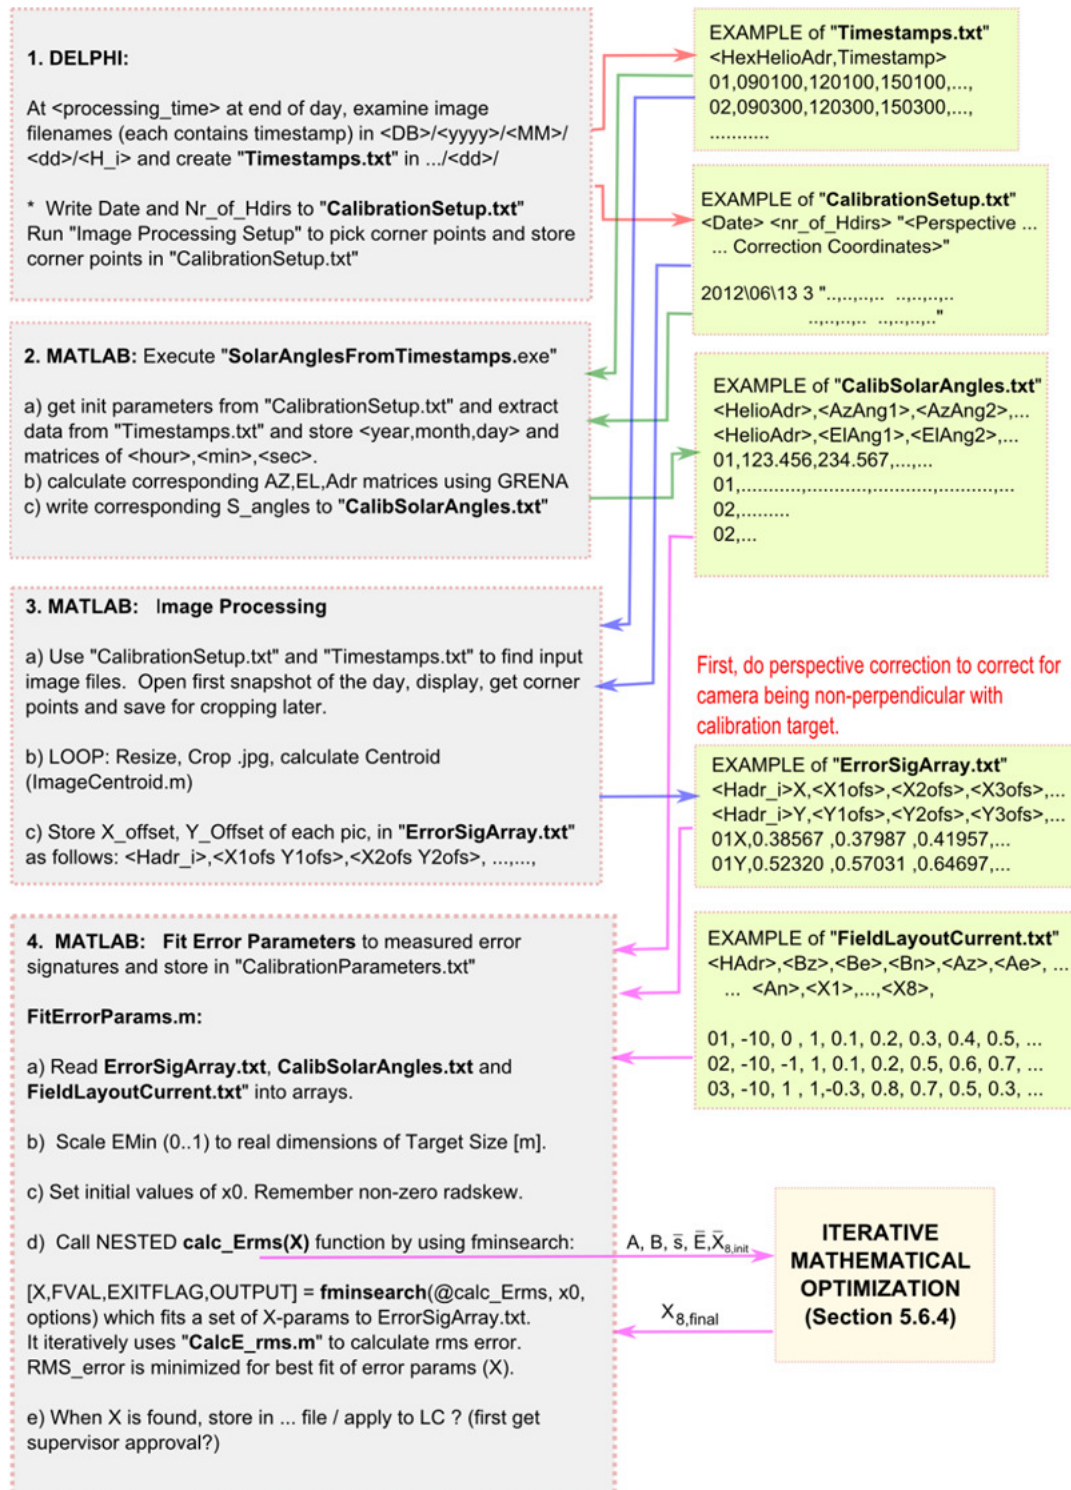 1. DELPHI:
At <processing_time> at end of day, examine image
filenames (each contains timestamp) in <DB>/<yyyy>/<MM>/
<dd>/<H_i> and create "Timestamps.txt" in .../<dd>/
* Write Date and Nr_of_Hdirs to "CalibrationSetup.txt"
Run "Image Processing Setup" to pick corner points and store
corner points in "CalibrationSetup.txt"
EXAMPLE of "Timestamps.txt"
<HexHelioAdr,Timestamp>
01,090100,120100,150100,...,
02,090300,120300,150300,...,
...........
EXAMPLE of "CalibrationSetup.txt"
<Date> <nr_of_Hdirs> "<Perspective ...
... Correction Coordinates>"
2012\06\13 3 "..,..,..,.. ..,..,..,..
..,..,..,.. ..,..,..,.."
2. MATLAB: Execute "SolarAnglesFromTimestamps.exe"
a) get init parameters from "CalibrationSetup.txt" and extract
data from "Timestamps.txt" and store <year,month,day> and
matrices of <hour>,<min>,<sec>.
b) calculate corresponding AZ,EL,Adr matrices using GRENA
c) write corresponding S_angles to "CalibSolarAngles.txt"
EXAMPLE of "CalibSolarAngles.txt"
<HelioAdr>,<AzAng1>,<AzAng2>,...
<HelioAdr>,<ElAng1>,<ElAng2>,...
01,123.456,234.567,...,...
01,...........,...........,...........,..........,...
02,.........
02,...
3. MATLAB: Image Processing
a) Use "CalibrationSetup.txt" and "Timestamps.txt" to find input
image files. Open first snapshot of the day, display, get corner
points and save for cropping later.
b) LOOP: Resize, Crop .jpg, calculate Centroid
(ImageCentroid.m)
c) Store X_offset, Y_Offset of each pic, in "ErrorSigArray.txt"
as follows: <Hadr_i>,<X1ofs Y1ofs>,<X2ofs Y2ofs>, ...,...,
First, do perspective correction to correct for
camera being non-perpendicular with
calibration target.
EXAMPLE of "ErrorSigArray.txt"
<Hadr_i>X,<X1ofs>,<X2ofs>,<X3ofs>,...
<Hadr_i>Y,<Y1ofs>,<Y2ofs>,<Y3ofs>,...
01X,0.38567 ,0.37987 ,0.41957,...
01Y,0.52320 ,0.57031 ,0.64697,...
4. MATLAB: Fit Error Parameters to measured error
signatures and store in "CalibrationParameters.txt"
FitErrorParams.m:
a) Read ErrorSigArray.txt, CalibSolarAngles.txt and
FieldLayoutCurrent.txt" into arrays.
b) Scale EMin (0..1) to real dimensions of Target Size [m].
c) Set initial values of x0. Remember non-zero radskew.
d) Call NESTED calc_Erms(X) function by using fminsearch:
[X,FVAL,EXITFLAG,OUTPUT] = fminsearch(@calc_Erms, x0,
options) which fits a set of X-params to ErrorSigArray.txt.
It iteratively uses "CalcE_rms.m" to calculate rms error.
RMS_error is minimized for best fit of error params (X).
e) When X is found, store in ... file / apply to LC ? (first get
supervisor approval?)
EXAMPLE of "FieldLayoutCurrent.txt"
<HAdr>,<Bz>,<Be>,<Bn>,<Az>,<Ae>, ...
... <An>,<X1>,...,<X8>,
01, -10, 0 , 1, 0.1, 0.2, 0.3, 0.4, 0.5, ...
02, -10, -1, 1, 0.1, 0.2, 0.5, 0.6, 0.7, ...
03, -10, 1 , 1,-0.3, 0.8, 0.7, 0.5, 0.3, ...
A, B, s̅, E̅,X̅8,init
X8,final
ITERATIVE
MATHEMATICAL
OPTIMIZATION
(Section 5.6.4)